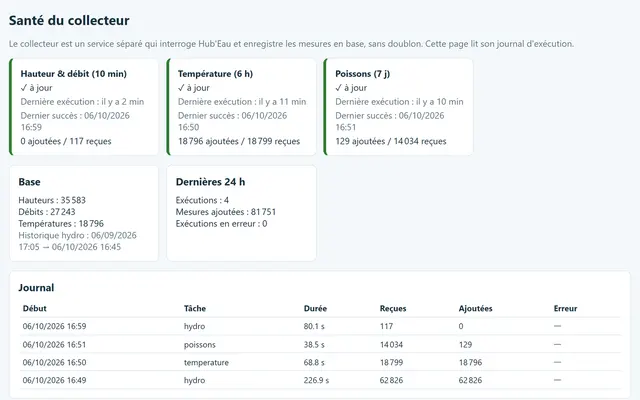 Santé du collecteur
Le collecteur est un service séparé qui interroge Hub'Eau et enregistre les mesures en base, sans doublon. Cette page lit son journal d'exécution.
Hauteur & débit (10 min)
✓ à jour
Dernière exécution : il y a 2 min
Dernier succès : 06/10/2026
16:59
0 ajoutées / 117 reçues
Température (6 h)
✓ à jour
Dernière exécution : il y a 11 min
Dernier succès : 06/10/2026
16:50
18 796 ajoutées / 18 799 reçues
Poissons (7 j)
✓ à jour
Dernière exécution : il y a 10 min
Dernier succès : 06/10/2026
16:51
129 ajoutées / 14 034 reçues
Base
Hauteurs : 35 583
Débits : 27 243
Températures : 18 796
Historique hydro : 06/09/2026
17:05 → 06/10/2026 16:45
Dernières 24 h
Exécutions : 4
Mesures ajoutées : 81 751
Exécutions en erreur : 0
Journal
Début Tâche Durée Reçues Ajoutées Erreur
06/10/2026 16:59 hydro 80.1 s 117 0 —
06/10/2026 16:51 poissons 38.5 s 14 034 129 —
06/10/2026 16:50 temperature 68.8 s 18 799 18 796 —
06/10/2026 16:49 hydro 226.9 s 62 826 62 826 —